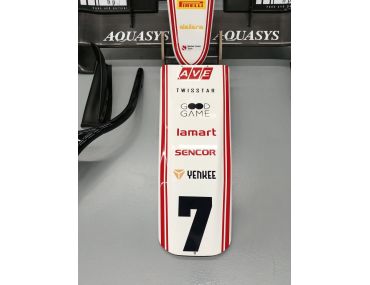 PIRELLI
AQUASYS
AQUASYS
AVE
TWISSTAR
GOOD
GAME
lamart
SENCOR
YENKEE
7